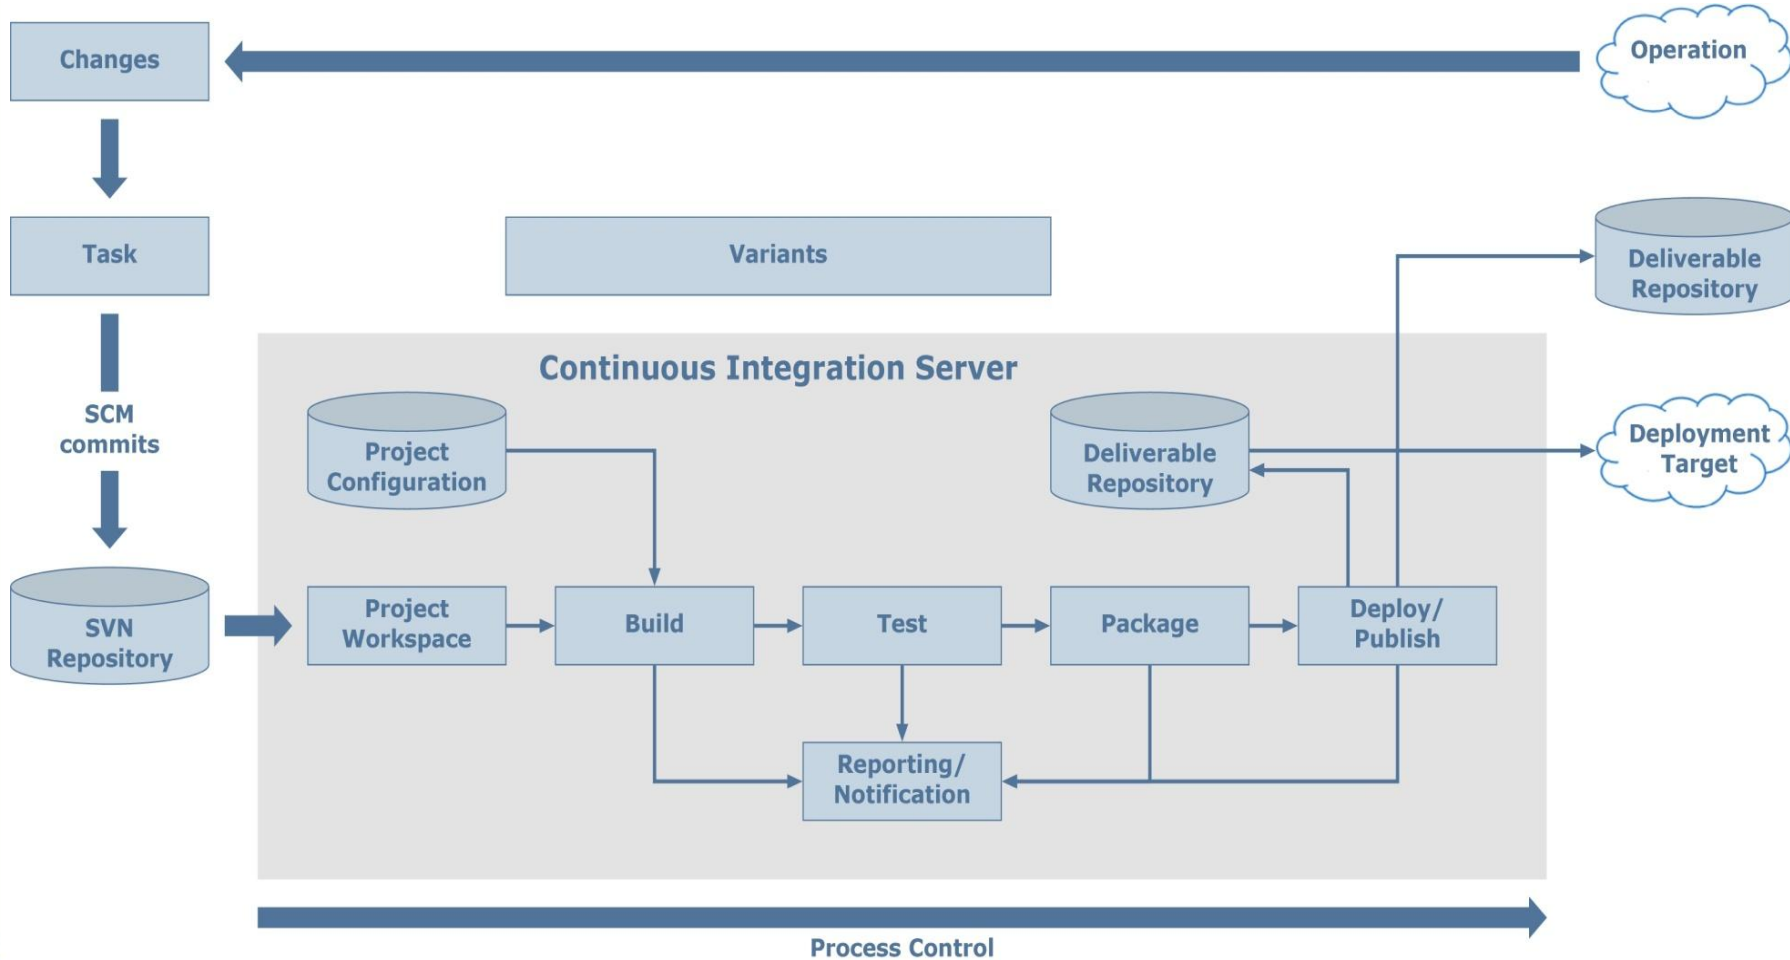 Changes
Operation
Task
Variants
Deliverable
Repository
Continuous Integration Server
SCM
commits
Project
Configuration
Deliverable
Repository
Deployment
Target
SVN
Repository
Project
Workspace
Build
Test
Package
Deploy/
Publish
Reporting/
Notification
Process Control